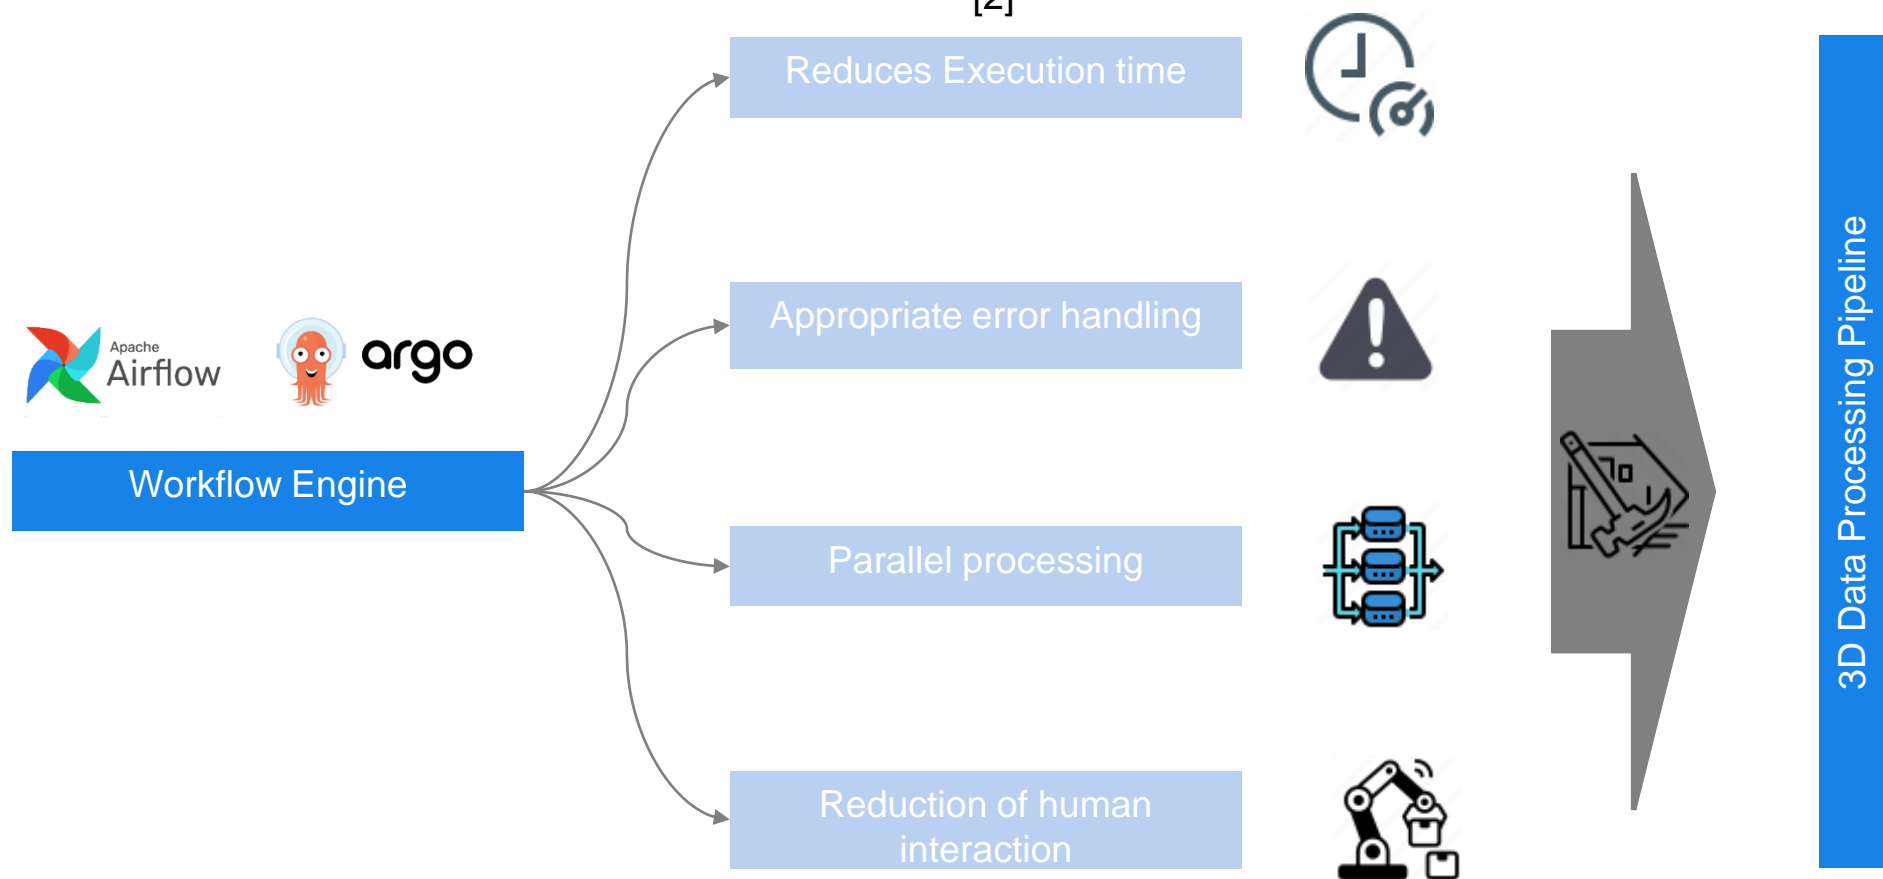 [2]
Reduces Execution time
Appropriate error handling
Apache
Airflow
argo
Workflow Engine
Parallel processing
Reduction of human
interaction
3D Data Processing Pipeline